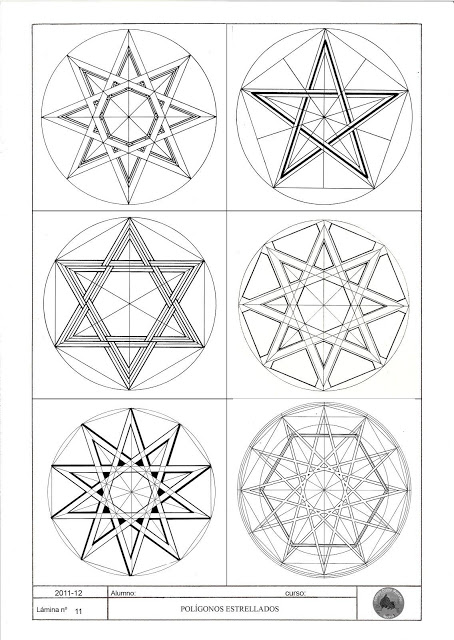 2011-12 Alumno: curso:
Lámina nº 11 POLÍGONOS ESTRELLADOS